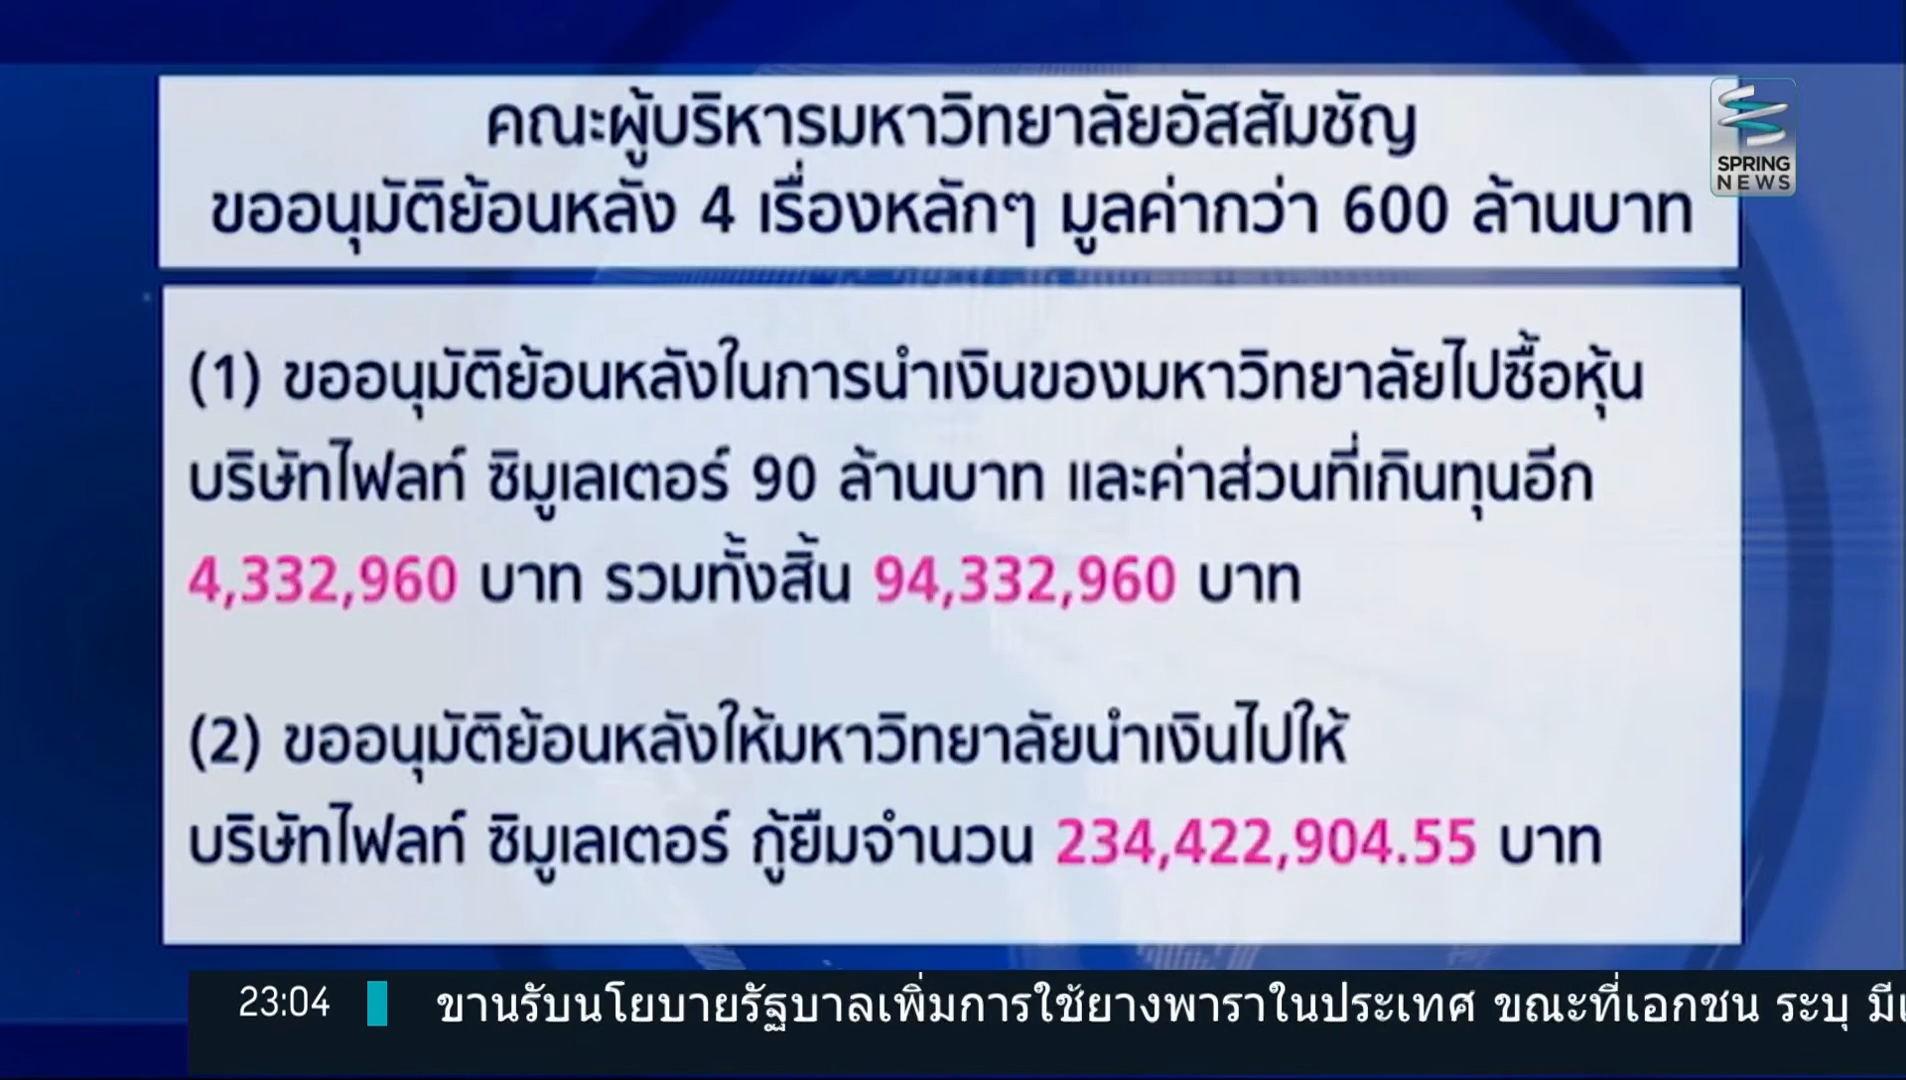 คณะผู้บริหารมหาวิทยาลัยอัสสัมชัญ
ขออนุมัติย้อนหลัง 4 เรื่องหลักๆ มูลค่ากว่า 600 ล้านบาท
SPRING
NEWS
(1) ขออนุมัติย้อนหลังในการนำเงินของมหาวิทยาลัยไปซื้อหุ้น
บริษัทไฟลท์ ซิมูเลเตอร์ 90 ล้านบาท และค่าส่วนที่เกินทุนอีก
4,332,960 บาท รวมทั้งสิ้น 94,332,960 บาท
(2) ขออนุมัติย้อนหลังให้มหาวิทยาลัยนำเงินไปให้
บริษัทไฟลท์ ซิมูเลเตอร์ กู้ยืมจำนวน 234,422,904.55 บาท
23:04 ขานรับนโยบายรัฐบาลเพิ่มการใช้ยางพาราในประเทศ ขณะที่เอกชน ระบุ